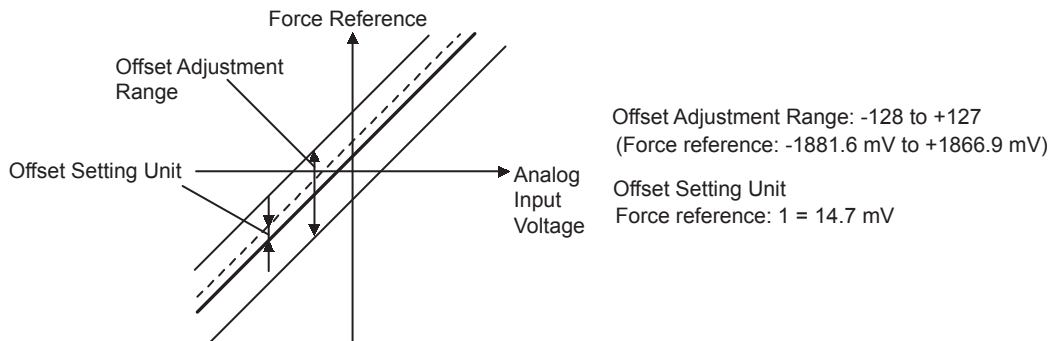 Force Reference
Offset Adjustment
Range
Offset Setting Unit
Analog
Input
Voltage
Offset Adjustment Range: -128 to +127
(Force reference: -1881.6 mV to +1866.9 mV)
Offset Setting Unit
Force reference: 1 = 14.7 mV